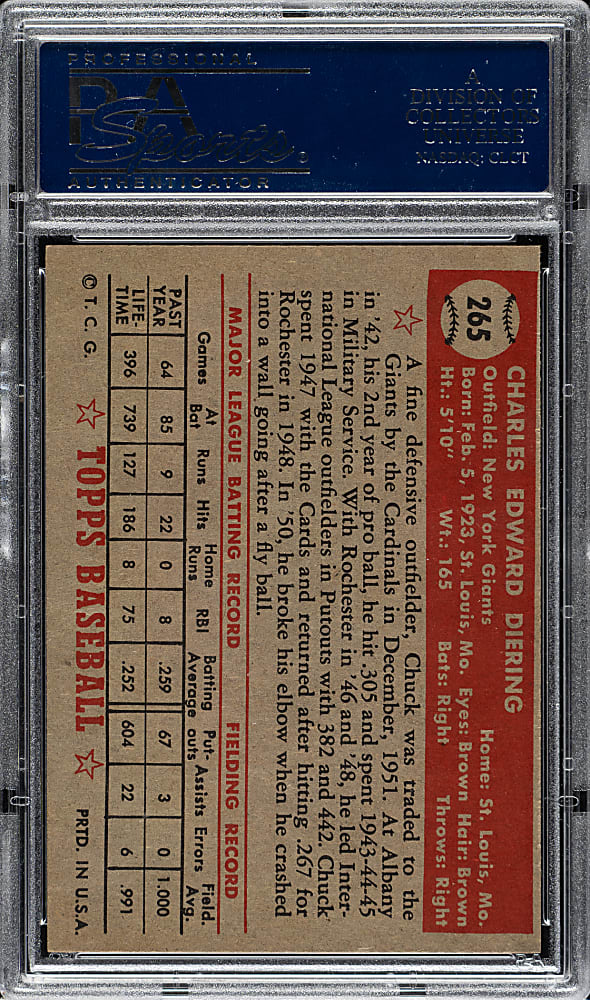 PROFESSIONAL
PSA
Sports
AUTHENTICATOR
A
DIVISION OF
COLLECTORS
UNIVERSE
NASDAQ: CLCT
265
CHARLES EDWARD DIERING
Outfield: New York Giants Home: St. Louis, Mo.
Born: Feb. 5, 1923, St. Louis, Mo. Eyes: Brown Hair: Brown
Ht.: 5'10" Wt.: 165 Bats: Right Throws: Right
A fine defensive outfielder, Chuck was traded to the
Giants by the Cardinals in December, 1951. At Albany
in '42, his 2nd year of pro ball, he hit .305 and spent 1943-44-45
in Military Service. With Rochester in '46 and '48, he led Inter-
national League outfielders in Putouts with 382 and 442. Chuck
spent 1947 with the Cards and returned after hitting .267 for
Rochester in 1948. In '50, he broke his elbow when he crashed
into a wall going after a fly ball.
MAJOR LEAGUE BATTING RECORD FIELDING RECORD
Games At Bat Runs Hits Home Runs RBI Batting Average Put-outs Assists Errors Field. Avg.
PAST YEAR 64 85 9 22 0 8 .259 67 3 0 1.000
LIFE-TIME 396 739 127 186 8 75 .252 604 22 6 .991
© T. C. G. TOPPS BASEBALL PRTD. IN U.S.A.